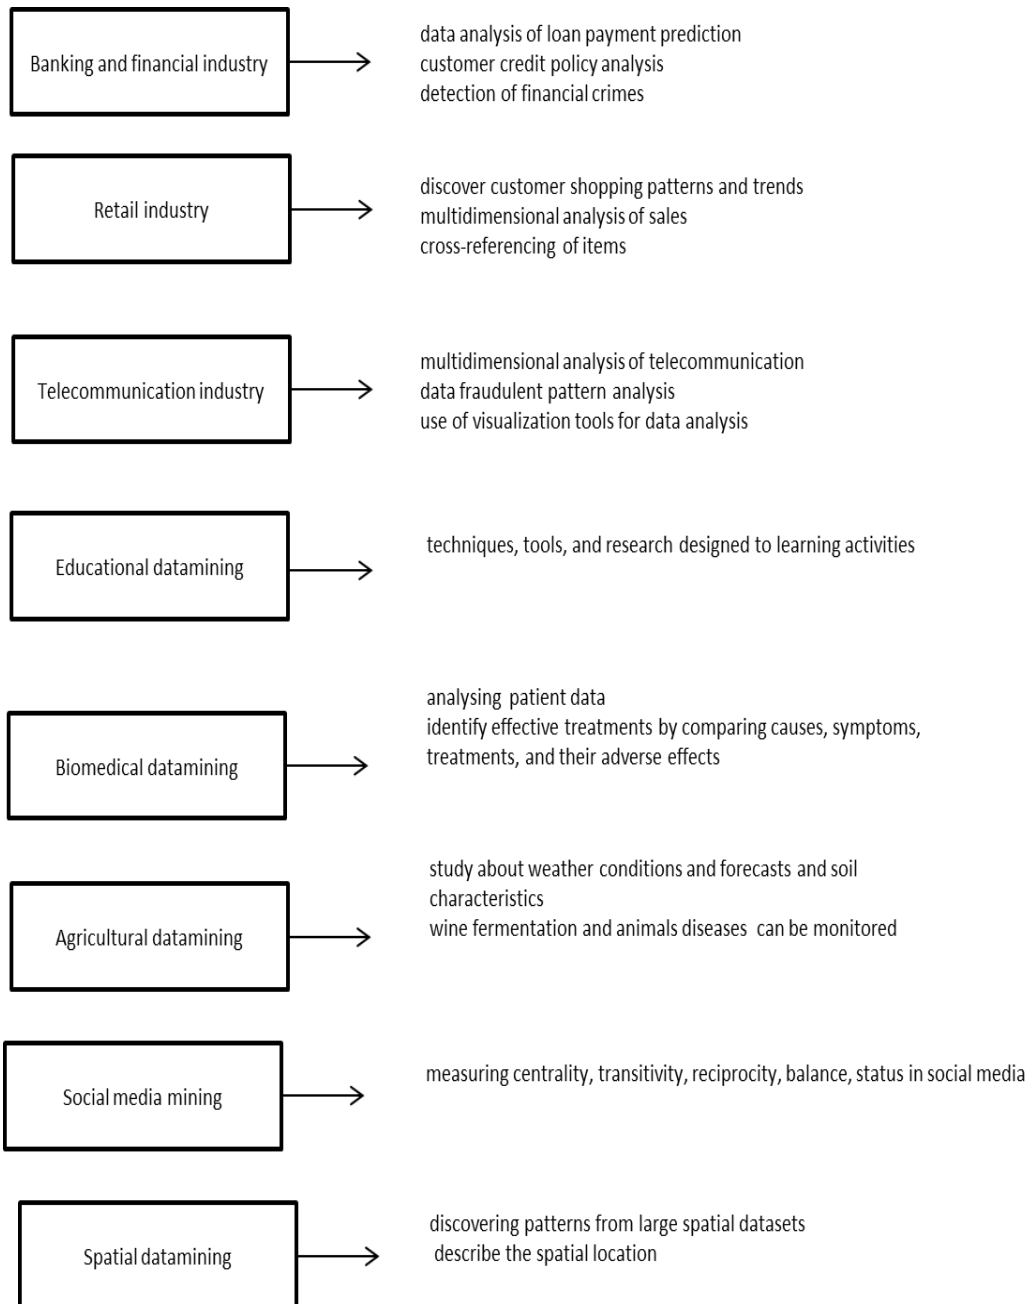 Banking and financial industry
data analysis of loan payment prediction
customer credit policy analysis
detection of financial crimes
Retail industry
discover customer shopping patterns and trends
multidimensional analysis of sales
cross-referencing of items
Telecommunication industry
multidimensional analysis of telecommunication
data fraudulent pattern analysis
use of visualization tools for data analysis
Educational datamining
techniques, tools, and research designed to learning activities
Biomedical datamining
analysing patient data
identify effective treatments by comparing causes, symptoms,
treatments, and their adverse effects
Agricultural datamining
study about weather conditions and forecasts and soil
characteristics
wine fermentation and animals diseases can be monitored
Social media mining
measuring centrality, transitivity, reciprocity, balance, status in social media
Spatial datamining
discovering patterns from large spatial datasets
describe the spatial location